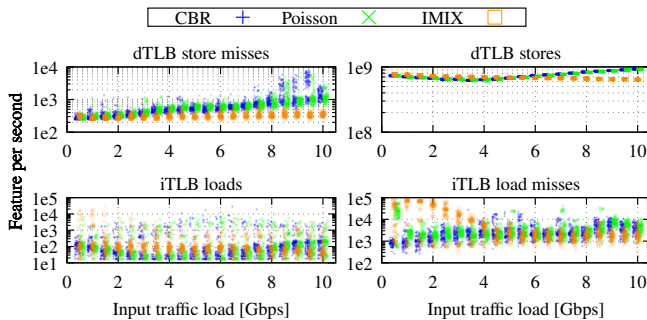 CBR Poisson IMIX
dTLB store misses dTLB stores
1e4 1e9
1e3
1e2 1e8
0 2 4 6 8 10 0 2 4 6 8 10
Feature per second
iTLB loads iTLB load misses
1e5 1e5
1e4 1e4
1e3 1e3
1e2 1e2
1e1 1e1
0 2 4 6 8 10 0 2 4 6 8 10
Input traffic load [Gbps] Input traffic load [Gbps]